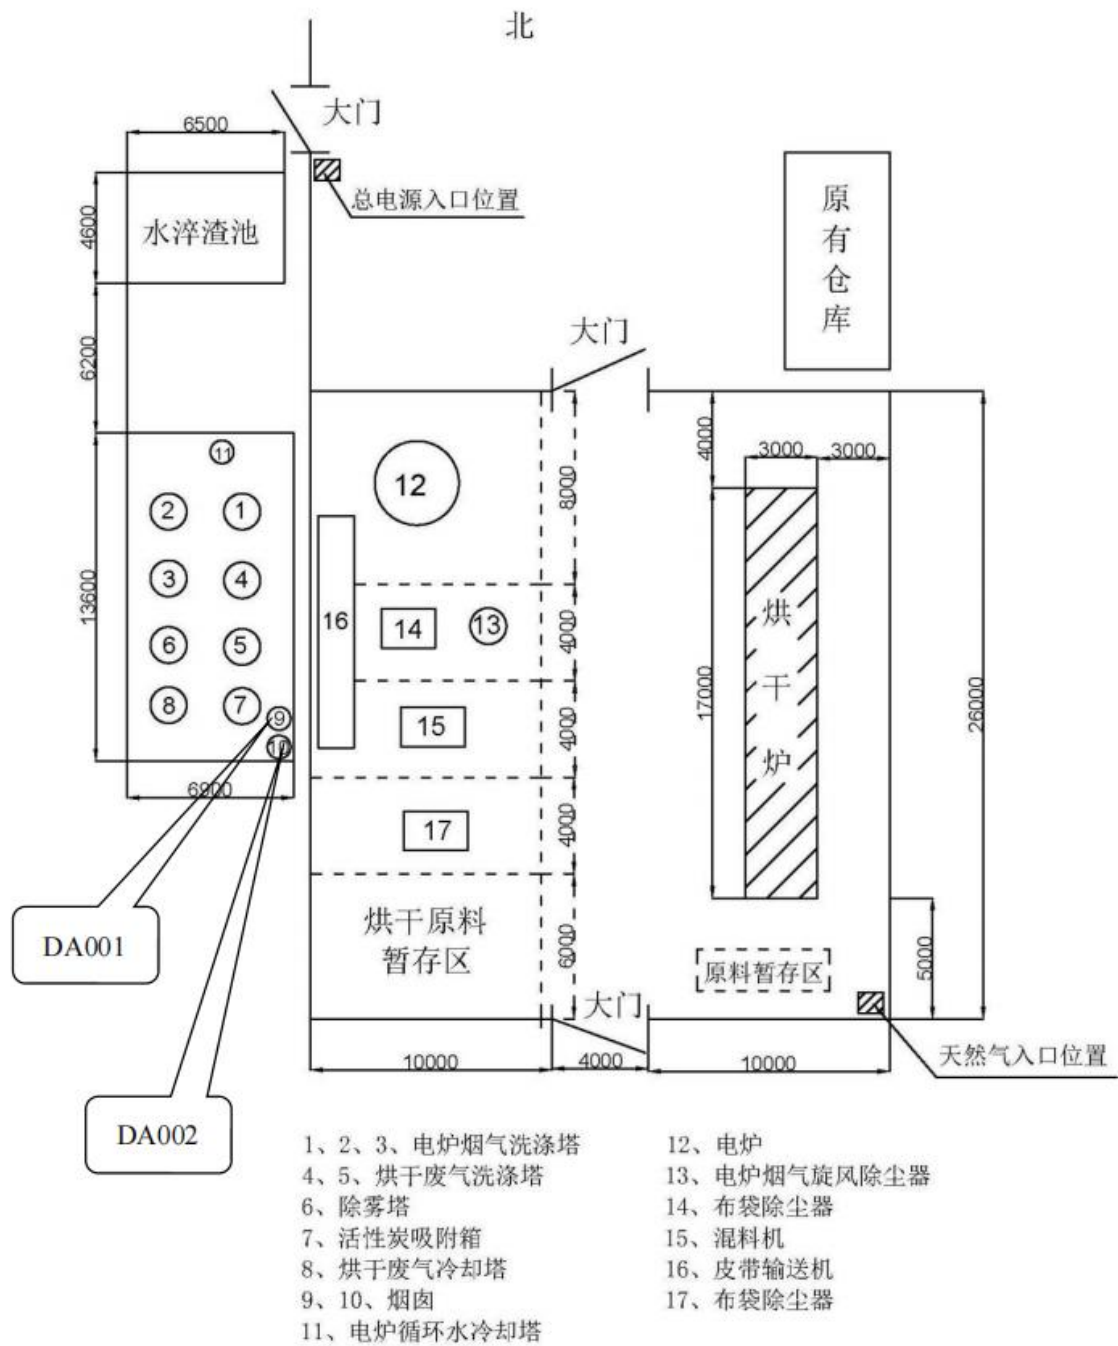 北
大门
6500
总电源入口位置
4600
水淬渣池
原有仓库
6200
大门
11
12
4000
3000
3000
2
1
8000
13600
3
4
16
14
13
4000
烘干炉
6
5
17000
26000
8
7
9
15
4000
10
6900
17
4000
DA001
烘干原料
暂存区
6000
原料暂存区
5000
大门
10000
4000
10000
天然气入口位置
DA002
1、2、3、电炉烟气洗涤塔
4、5、烘干废气洗涤塔
6、除雾塔
7、活性炭吸附箱
8、烘干废气冷却塔
9、10、烟囱
11、电炉循环水冷却塔
12、电炉
13、电炉烟气旋风除尘器
14、布袋除尘器
15、混料机
16、皮带输送机
17、布袋除尘器